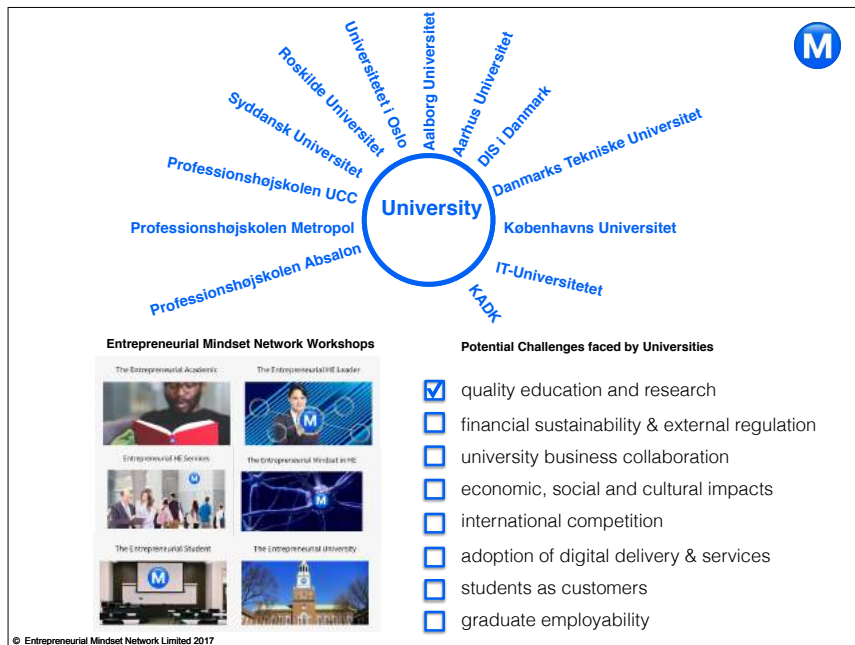 M
Professionshøjskolen Absalon
Professionshøjskolen Metropol
Professionshøjskolen UCC
Syddansk Universitet
Roskilde Universitet
Universitetet i Oslo
Aalborg Universitet
Aarhus Universitet
DIS i Danmark
Danmarks Tekniske Universitet
Københavns Universitet
IT-Universitetet
KADK
University
Entrepreneurial Mindset Network Workshops
The Entrepreneurial Academic
The Entrepreneurial HE Leader
M
Entrepreneurial HE Services
The Entrepreneurial Mindset in HE
M
M
The Entrepreneurial Student
The Entrepreneurial University
M
Potential Challenges faced by Universities
quality education and research
financial sustainability & external regulation
university business collaboration
economic, social and cultural impacts
international competition
adoption of digital delivery & services
students as customers
graduate employability
© Entrepreneurial Mindset Network Limited 2017